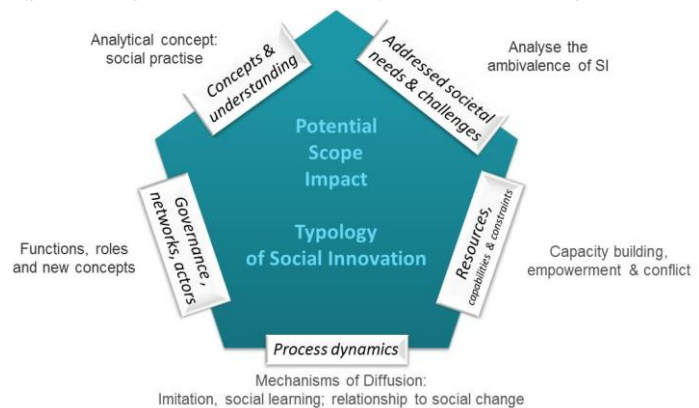 Analytical concept:
social practise
Concepts &
understanding
Addressed societal
needs & challenges
Analyse the
ambivalence of SI
Potential
Scope
Impact
Typology
of Social Innovation
Governance,
networks, actors
Functions, roles
and new concepts
Resources,
capabilities & constraints
Capacity building,
empowerment & conflict
Process dynamics
Mechanisms of Diffusion:
Imitation, social learning; relationship to social change